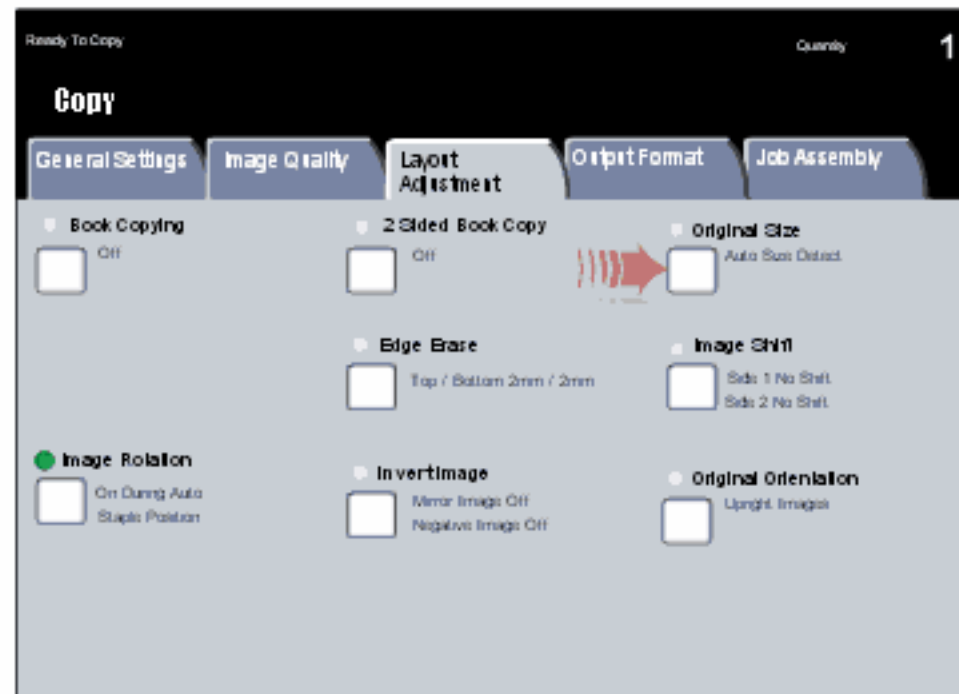 Ready To Copy
Quantity 1
Copy
General Settings
Image Quality
Layout
Adjustment
Output Format
Job Assembly
Book Copying
Off
2 Sided Book Copy
Off
Original Size
Auto Size Detect
Edge Erase
Top / Bottom 2mm / 2mm
Image Shift
Side 1 No Shift
Side 2 No Shift
Image Rotation
On During Auto
Staple Position
Invert Image
Mirror Image Off
Negative Image Off
Original Orientation
Upright Images